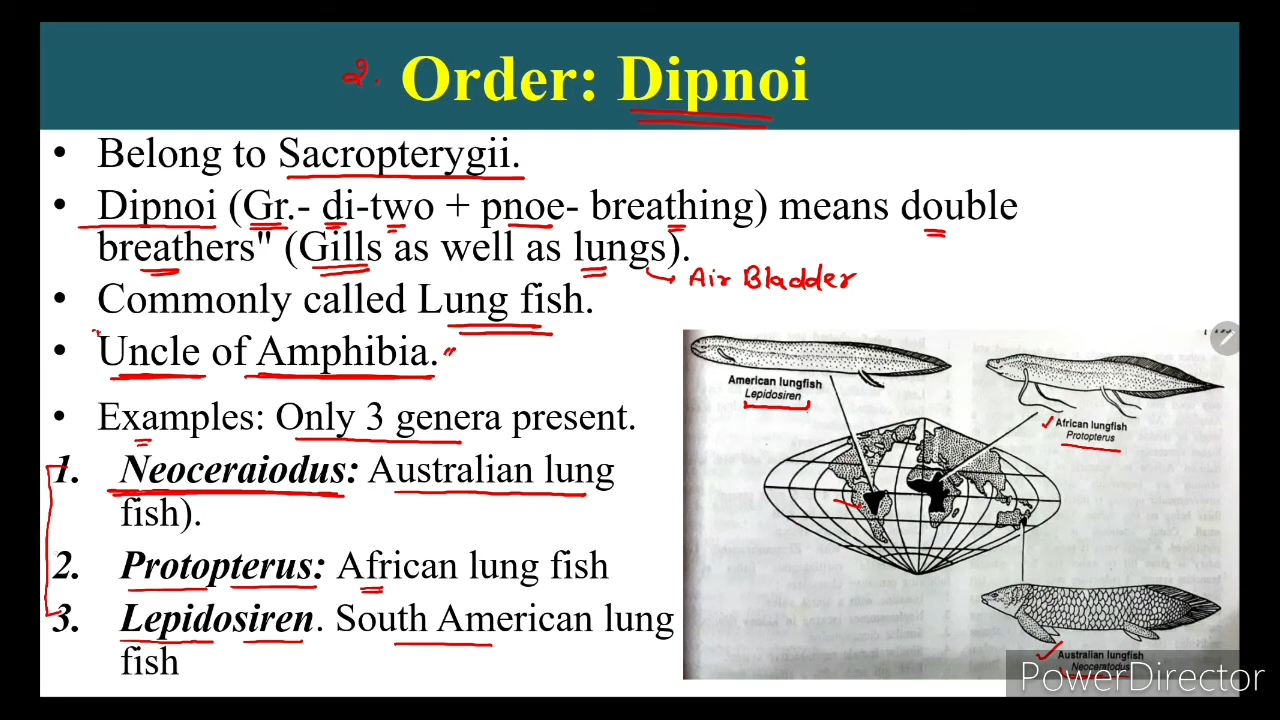 2. Order: Dipnoi
• Belong to Sacropterygii.
• Dipnoi (Gr.- di-two + pnoe- breathing) means double
breathers" (Gills as well as lungs).
Air Bladder
• Commonly called Lung fish.
• "Uncle of Amphibia."
• Examples: Only 3 genera present.
1. Neoceraiodus: Australian lung
fish).
2. Protopterus: African lung fish
3. Lepidosiren. South American lung
fish
American lungfish
Lepidosiren
African lungfish
Protopterus
Australian lungfish
Neoceratodus
PowerDirector